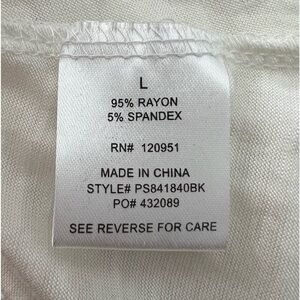 L
95% RAYON
5% SPANDEX
RN# 120951
MADE IN CHINA
STYLE# PS841840BK
PO# 432089
SEE REVERSE FOR CARE